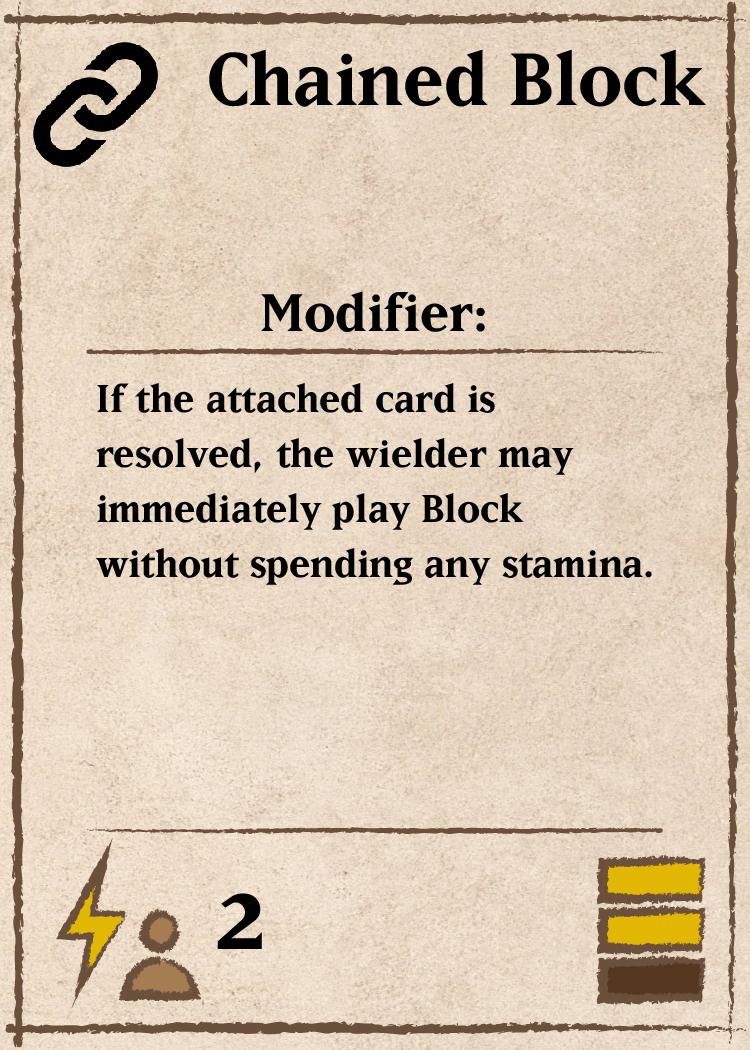 Chained Block
Modifier:
If the attached card is
resolved, the wielder may
immediately play Block
without spending any stamina.
2